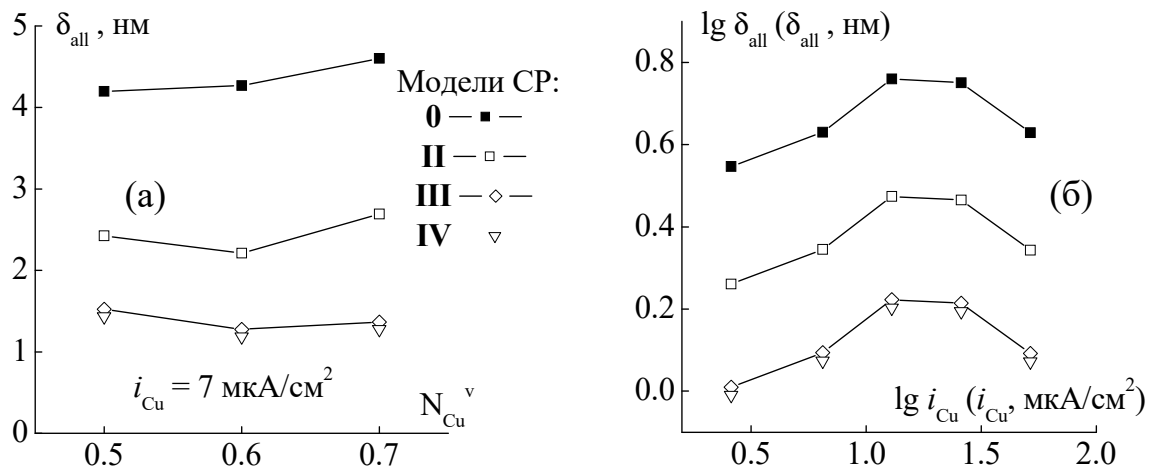 δall , нм
5
4
3
2
1
0
Модели СР:
0
II
III
IV
(а)
iCu = 7 мкА/см²
NCu^v
0.5 0.6 0.7
lg δall (δall , нм)
0.8
0.6
0.4
0.2
0.0
(б)
lg iCu (iCu, мкА/см²)
0.5 1.0 1.5 2.0